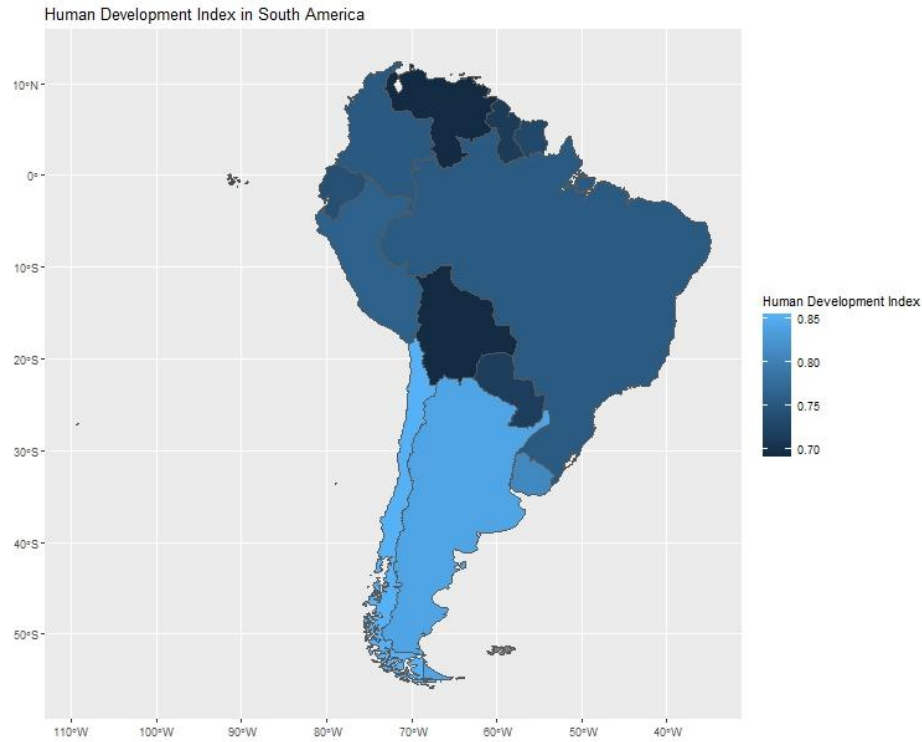 Human Development Index in South America
10°N
0°
10°S
20°S
30°S
40°S
50°S
110°W 100°W 90°W 80°W 70°W 60°W 50°W 40°W
Human Development Index
0.85
0.80
0.75
0.70